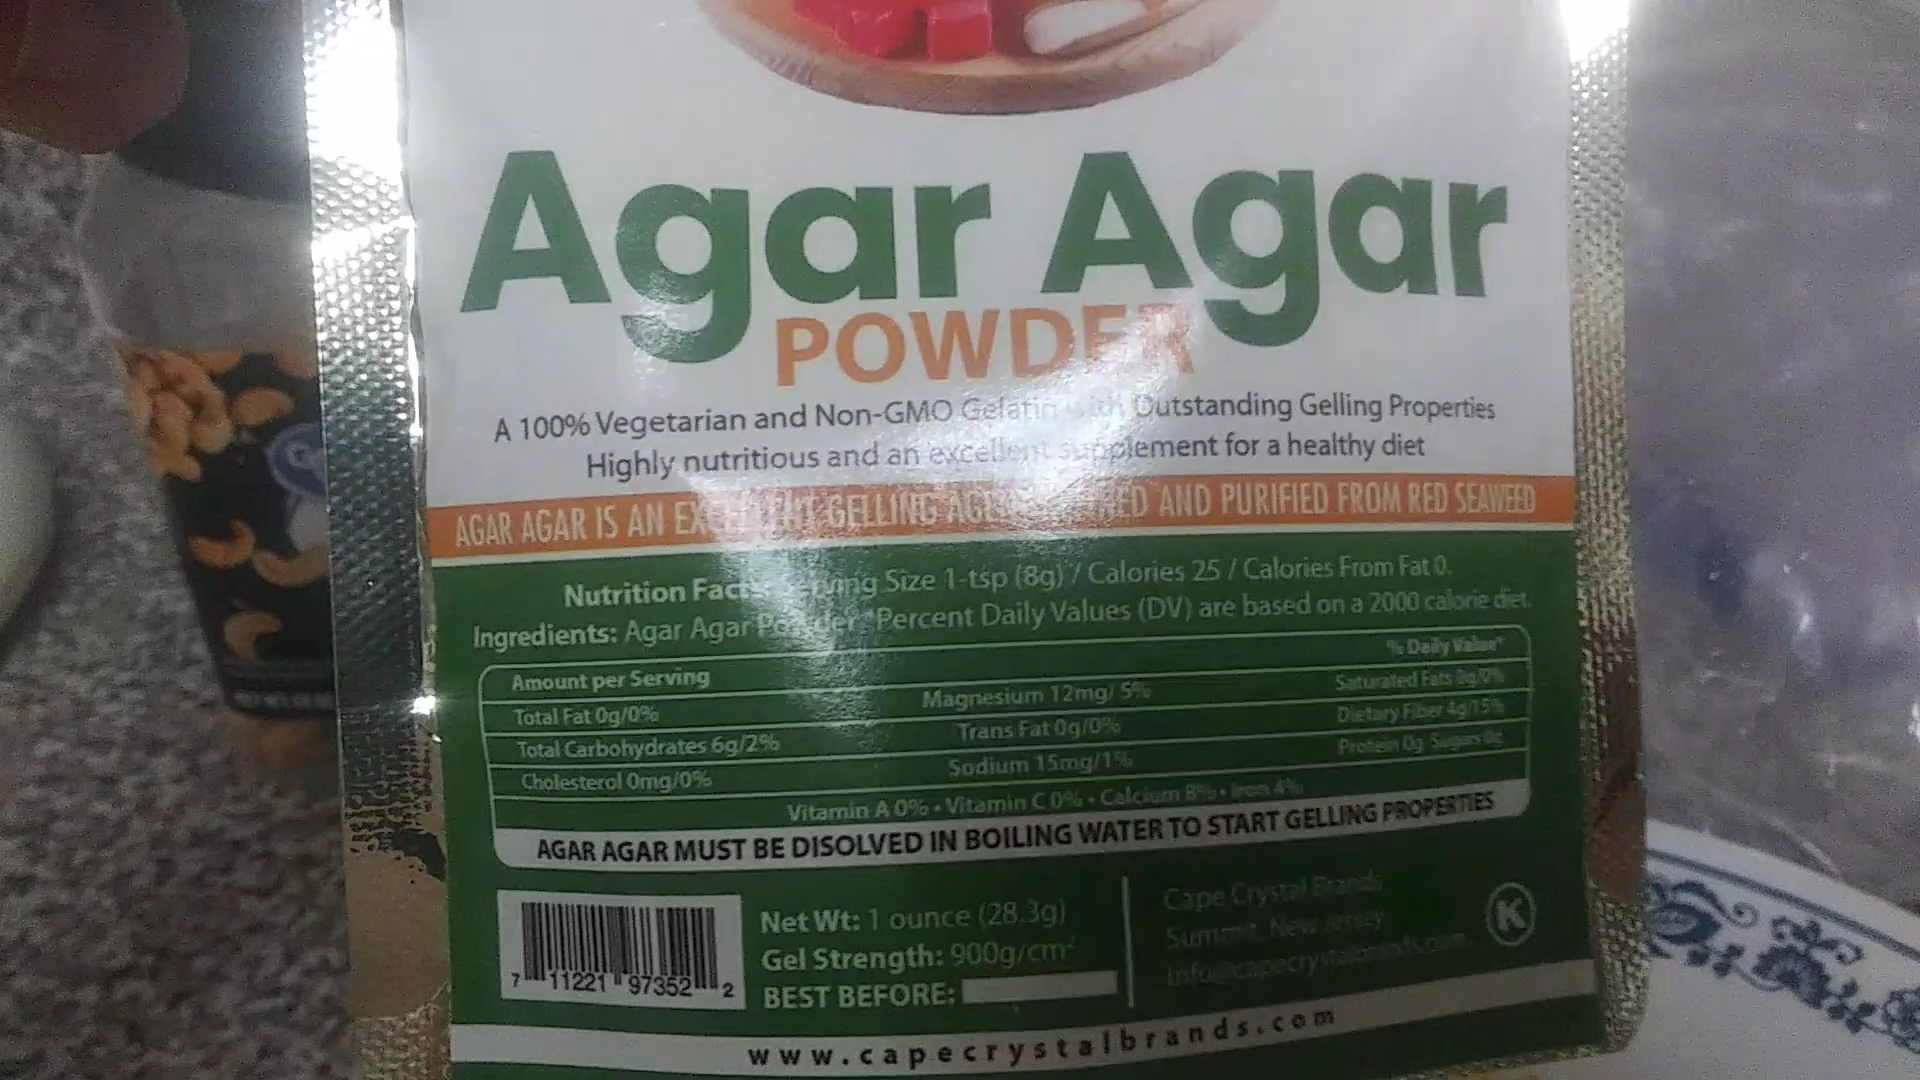 Agar Agar
POWDER
A 100% Vegetarian and Non-GMO Gelatin with Outstanding Gelling Properties
Highly nutritious and an excellent supplement for a healthy diet
AGAR AGAR IS AN EXCELLENT GELLING AGENT AND PURIFIED FROM RED SEAWEED
Nutrition Facts Serving Size 1-tsp (8g) / Calories 25 / Calories From Fat 0.
Ingredients: Agar Agar Powder *Percent Daily Values (DV) are based on a 2000 calorie diet.
% Daily Value*
Amount per Serving Magnesium 12mg/ 5% Saturated Fats 0g/0%
Total Fat 0g/0% Trans Fat 0g/0% Dietary Fiber 4g/15%
Total Carbohydrates 6g/2% Sodium 15mg/1% Protein 0g Sugars 0g
Cholesterol 0mg/0%
Vitamin A 0% • Vitamin C 0% • Calcium 8% • Iron 4%
AGAR AGAR MUST BE DISOLVED IN BOILING WATER TO START GELLING PROPERTIES
7 11221 97352 2
Net Wt: 1 ounce (28.3g)
Gel Strength: 900g/cm²
BEST BEFORE:
Cape Crystal Brands
Summit, New Jersey
info@capecrystalbrands.com
K
www.capecrystalbrands.com